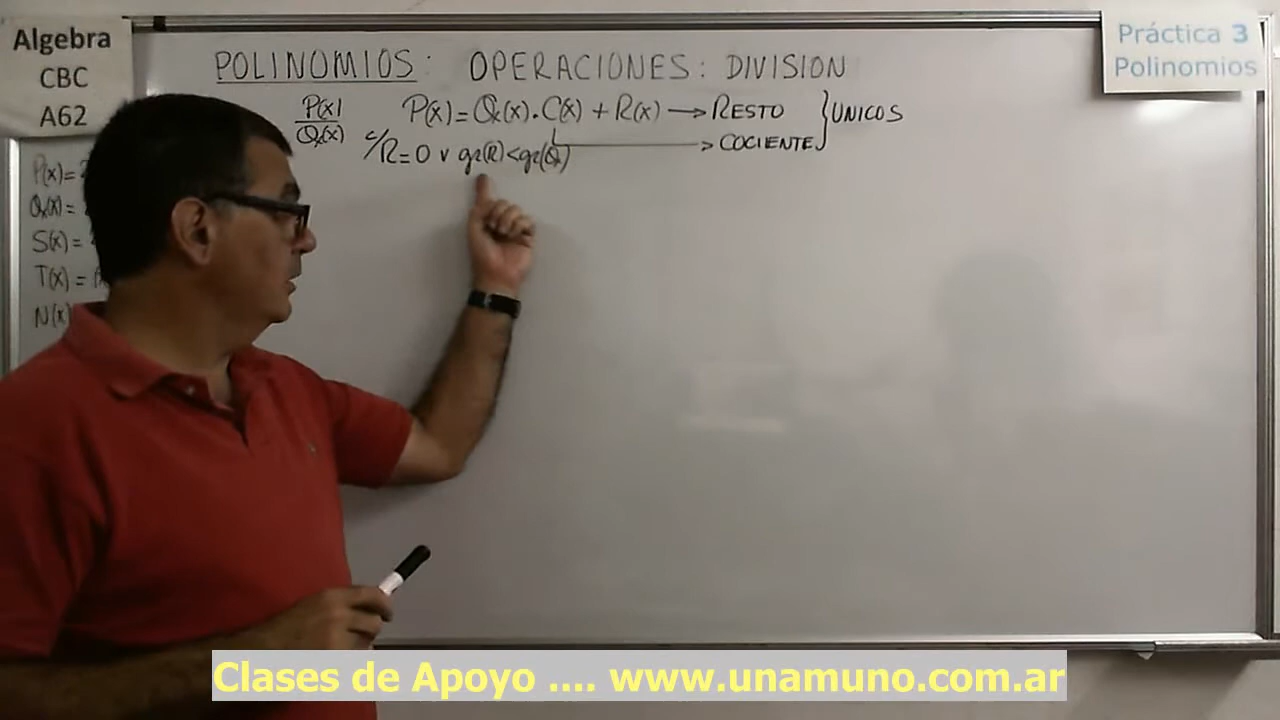 Algebra
CBC
A62
Práctica 3
Polinomios
POLINOMIOS: OPERACIONES: DIVISION
P(x)
Q(x)
P(x) = Q(x) . C(x) + R(x) → RESTO
UNICOS
COCIENTE
c/R = 0 v gr(R) < gr(Q)
P(x) =
Q(x) =
S(x) =
T(x) =
N(x)
Clases de Apoyo .... www.unamuno.com.ar